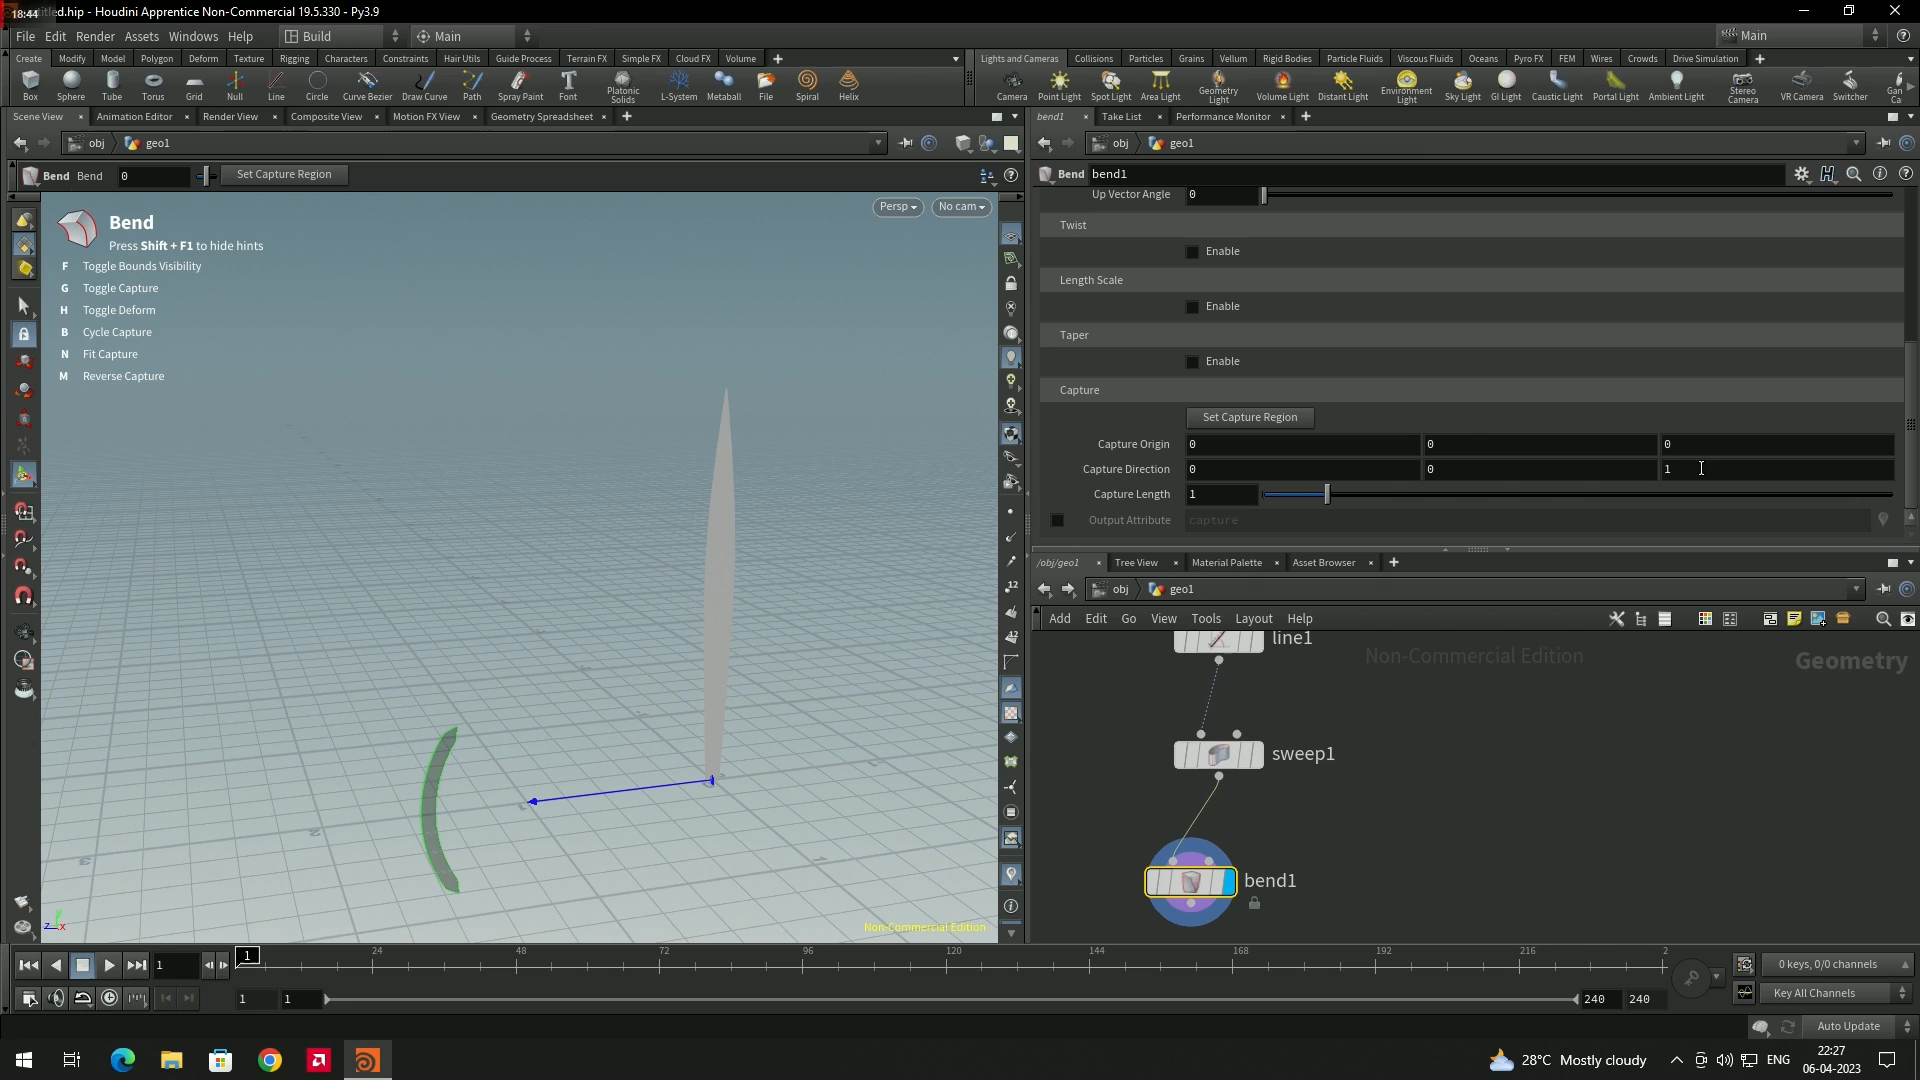 18:44
d.hip - Houdini Apprentice Non-Commercial 19.5.330 - Py3.9
File Edit Render Assets Windows Help Build Main Main
Create Modify Model Polygon Deform Texture Rigging Characters Constraints Hair Utils Guide Process Terrain FX Simple FX Cloud FX Volume
Lights and Cameras Collisions Particles Grains Vellum Rigid Bodies Particle Fluids Viscous Fluids Oceans Pyro FX FEM Wires Crowds Drive Simulation
Box Sphere Tube Torus Grid Null Line Circle Curve Bezier Draw Curve Path Spray Paint Font Platonic Solids L-System Metaball File Spiral Helix
Camera Point Light Spot Light Area Light Geometry Light Volume Light Distant Light Environment Light Sky Light GI Light Caustic Light Portal Light Ambient Light Stereo Camera VR Camera Switcher Gan Ca
Scene View Animation Editor Render View Composite View Motion FX View Geometry Spreadsheet
bend1 Take List Performance Monitor
obj geo1
obj geo1
Bend Bend 0 Set Capture Region
Bend bend1
Persp No cam
Bend
Press Shift + F1 to hide hints
F Toggle Bounds Visibility
G Toggle Capture
H Toggle Deform
B Cycle Capture
N Fit Capture
M Reverse Capture
Non-Commercial Edition
Up Vector Angle 0
Twist
Enable
Length Scale
Enable
Taper
Enable
Capture
Set Capture Region
Capture Origin 0 0 0
Capture Direction 0 0 1
Capture Length 1
Output Attribute capture
/obj/geo1 Tree View Material Palette Asset Browser
obj geo1
Add Edit Go View Tools Layout Help
line1
Non-Commercial Edition
Geometry
sweep1
bend1
1 1 24 48 72 96 120 144 168 192 216 2
0 keys, 0/0 channels
1 1 240 240
Key All Channels
Auto Update
28°C Mostly cloudy
ENG
22:27
06-04-2023